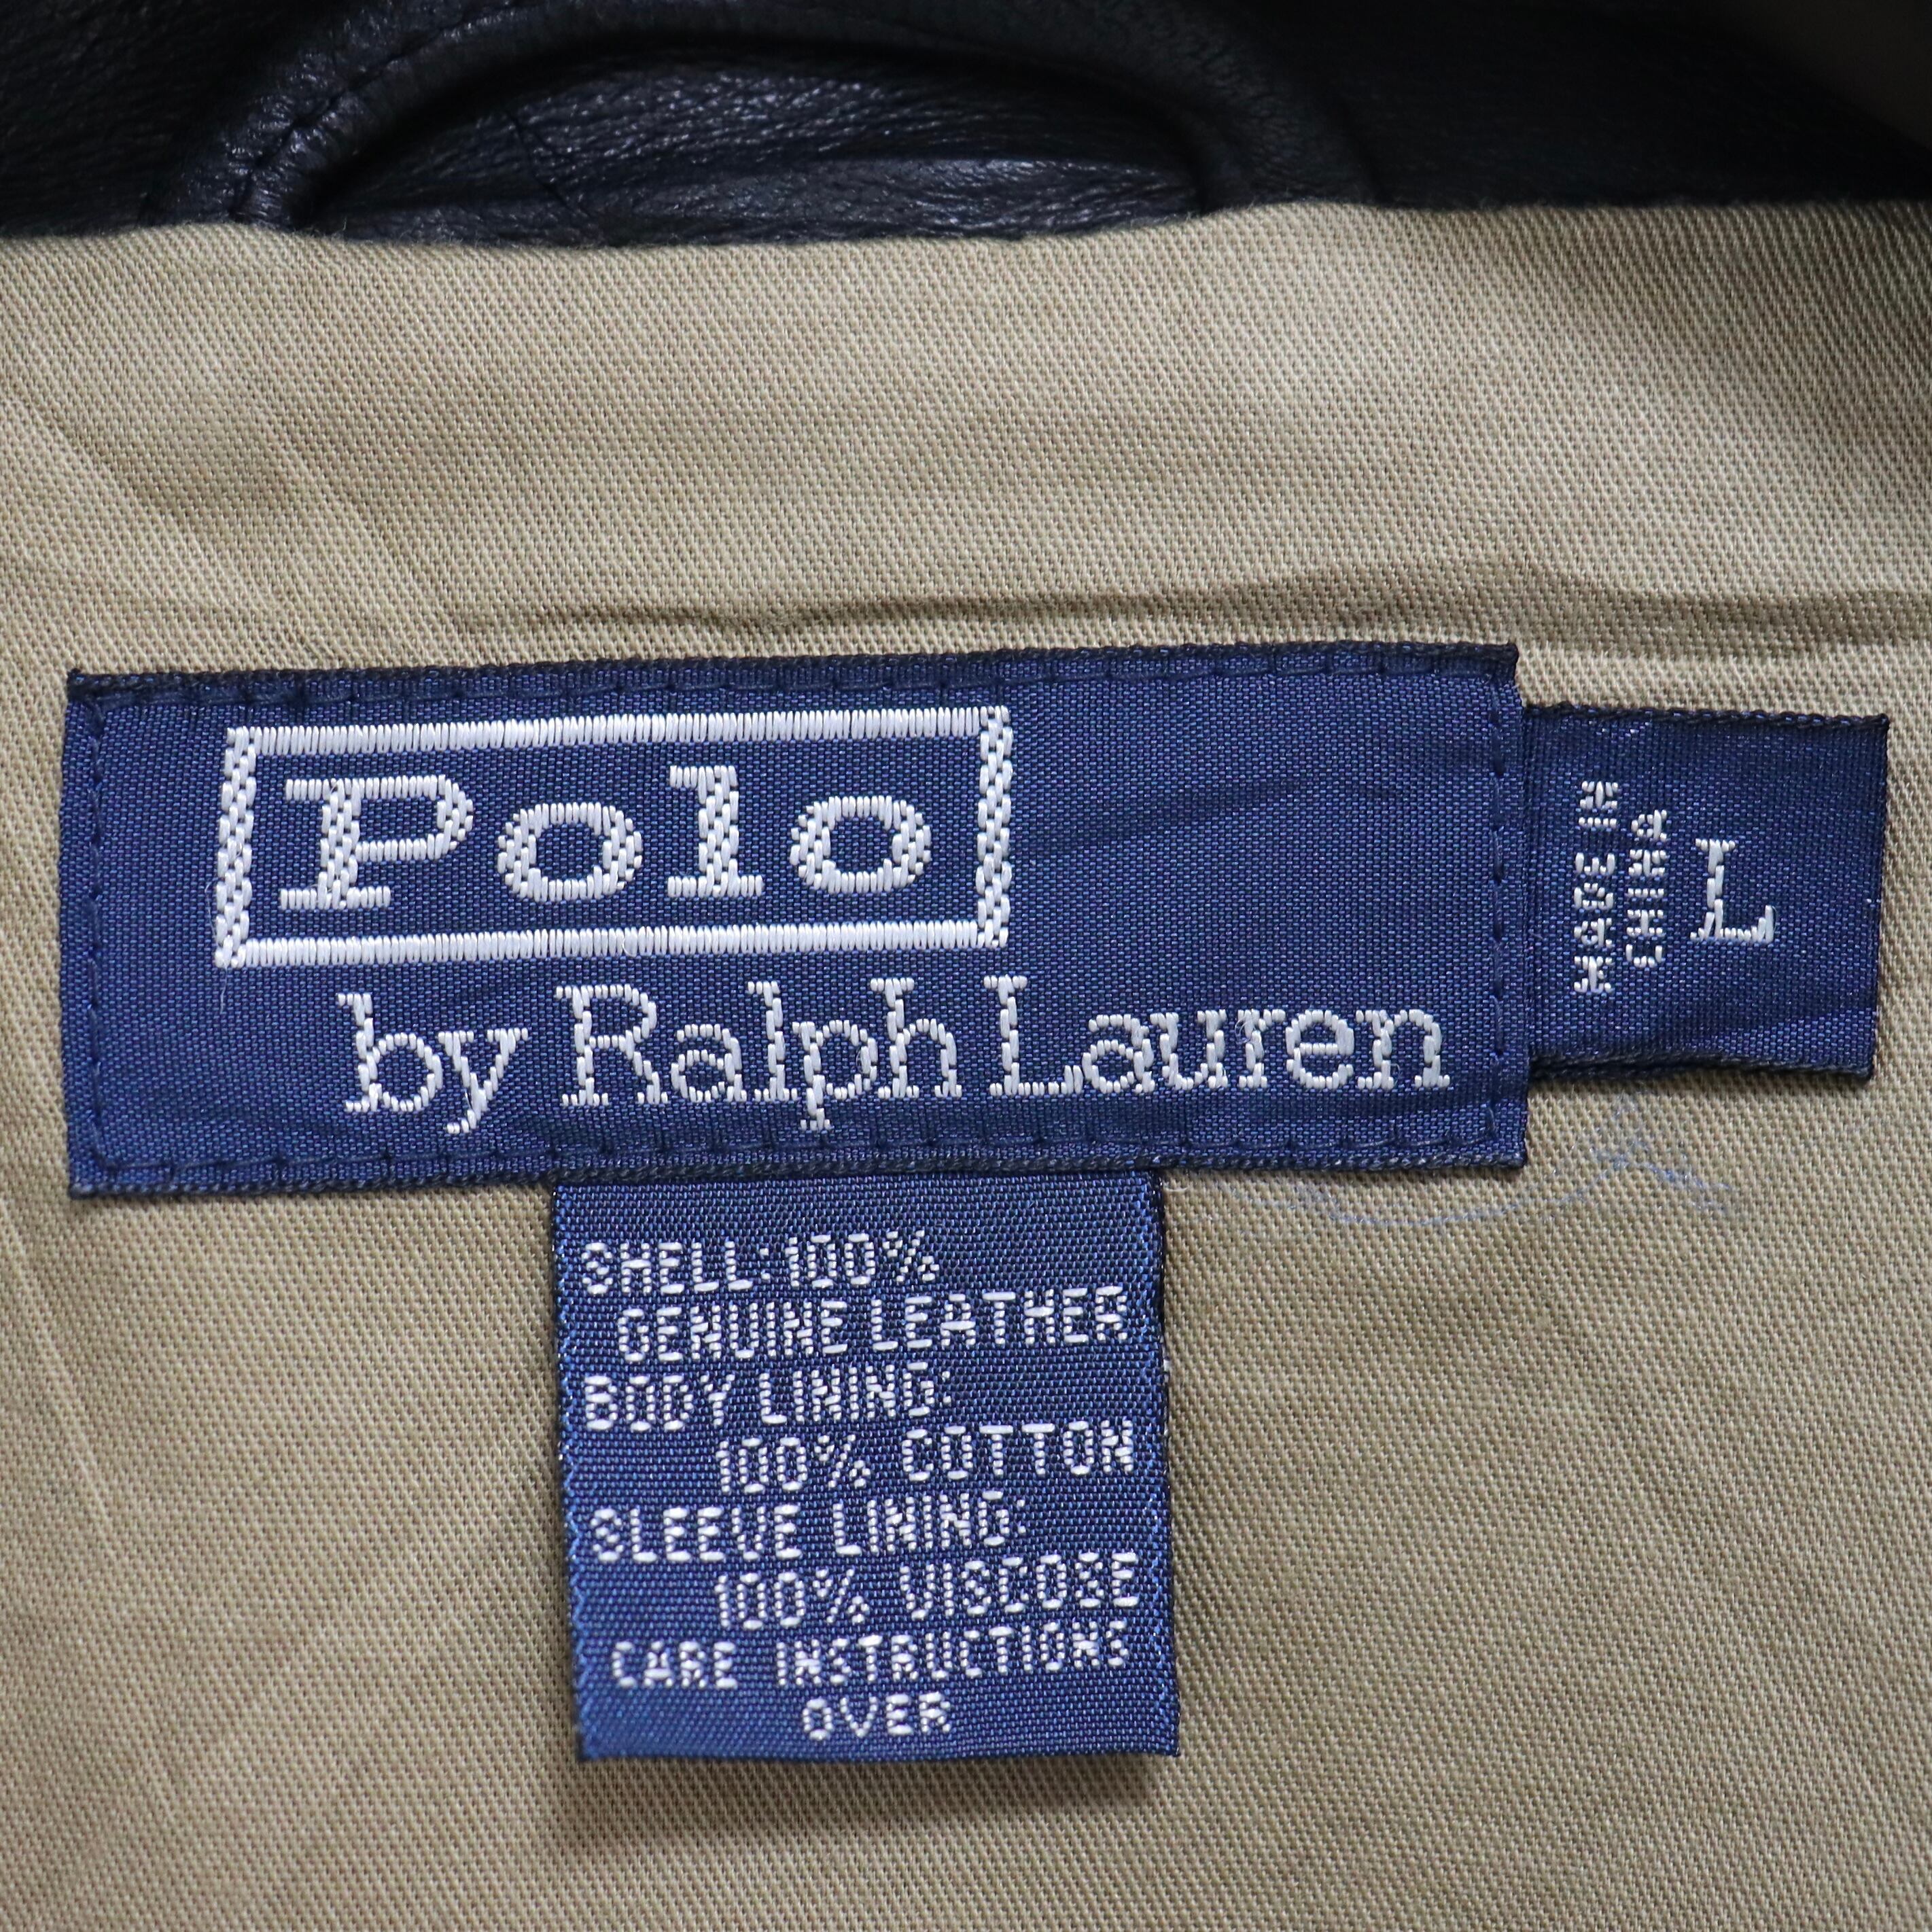 Polo
by Ralph Lauren
MADE IN
CHINA
L
SHELL: 100%
GENUINE LEATHER
BODY LINING:
100% COTTON
SLEEVE LINING:
100% VISCOSE
CARE INSTRUCTIONS
OVER